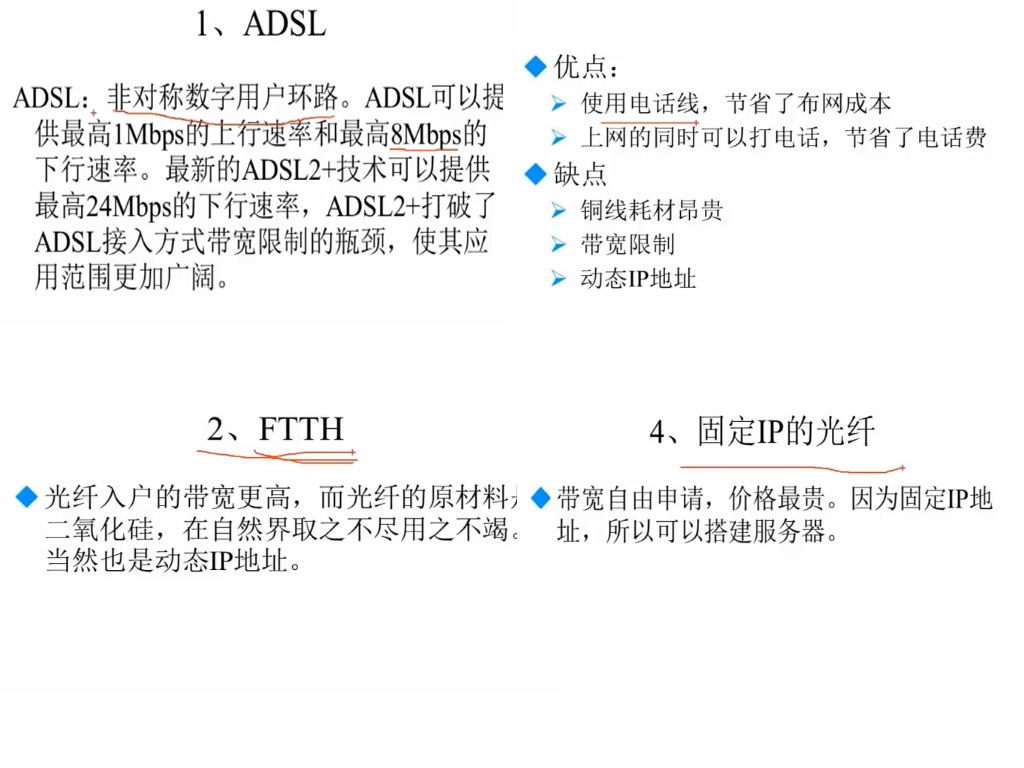 1、ADSL
ADSL：非对称数字用户环路。ADSL可以提
供最高1Mbps的上行速率和最高8Mbps的
下行速率。最新的ADSL2+技术可以提供
最高24Mbps的下行速率，ADSL2+打破了
ADSL接入方式带宽限制的瓶颈，使其应
用范围更加广阔。
优点：
使用电话线，节省了布网成本
上网的同时可以打电话，节省了电话费
缺点
铜线耗材昂贵
带宽限制
动态IP地址
2、FTTH
光纤入户的带宽更高，而光纤的原材料是
二氧化硅，在自然界取之不尽用之不竭。
当然也是动态IP地址。
4、固定IP的光纤
带宽自由申请，价格最贵。因为固定IP地
址，所以可以搭建服务器。